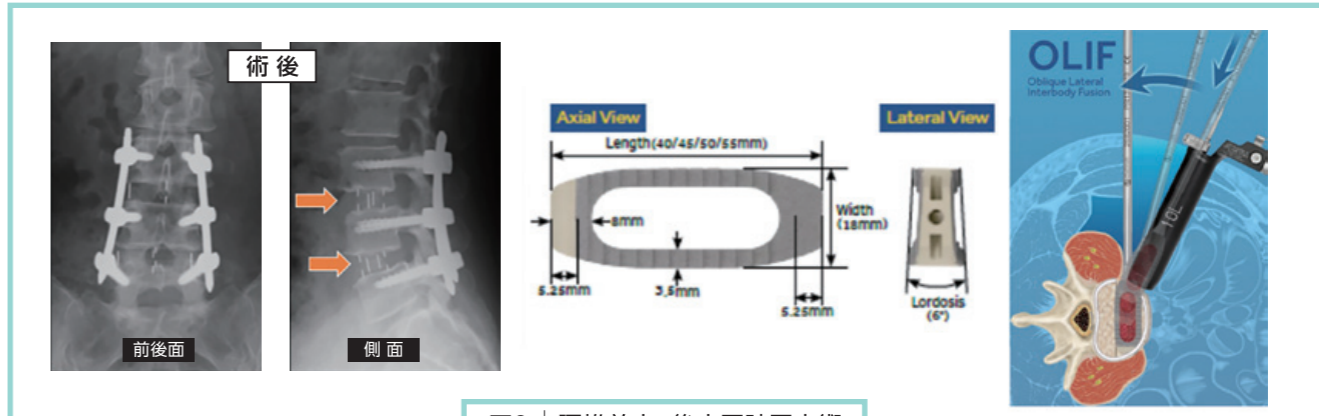 術後
前後面
側面
Axial View
Length(40/45/50/55mm)
8mm
Width
(18mm)
5.25mm
3.5mm
5.25mm
Lateral View
Lordosis
(6°)
OLIF
Oblique Lateral
Interbody Fusion
10L